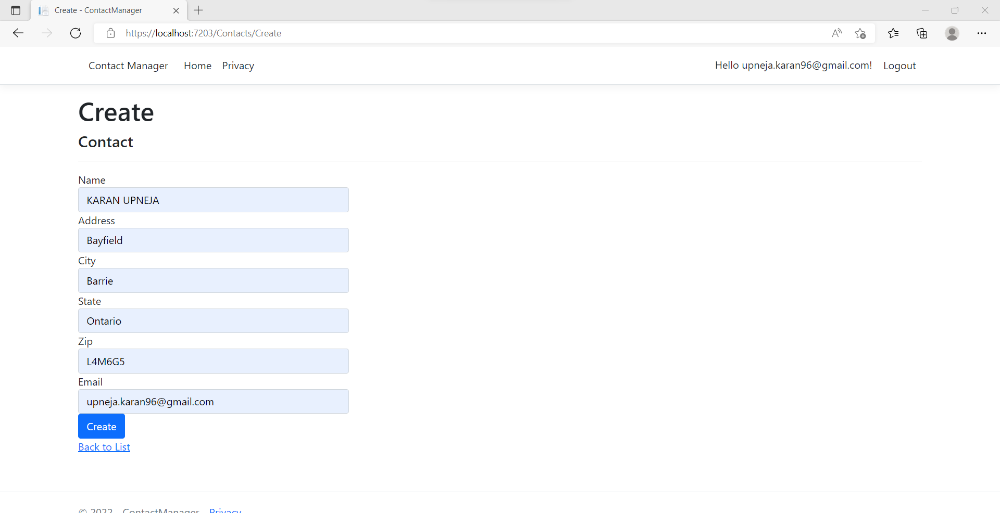 Create - ContactManager
https://localhost:7203/Contacts/Create
Contact Manager Home Privacy Hello upneja.karan96@gmail.com! Logout
Create
Contact
Name
KARAN UPNEJA
Address
Bayfield
City
Barrie
State
Ontario
Zip
L4M6G5
Email
upneja.karan96@gmail.com
Create
Back to List
© 2022 - ContactManager - Privacy